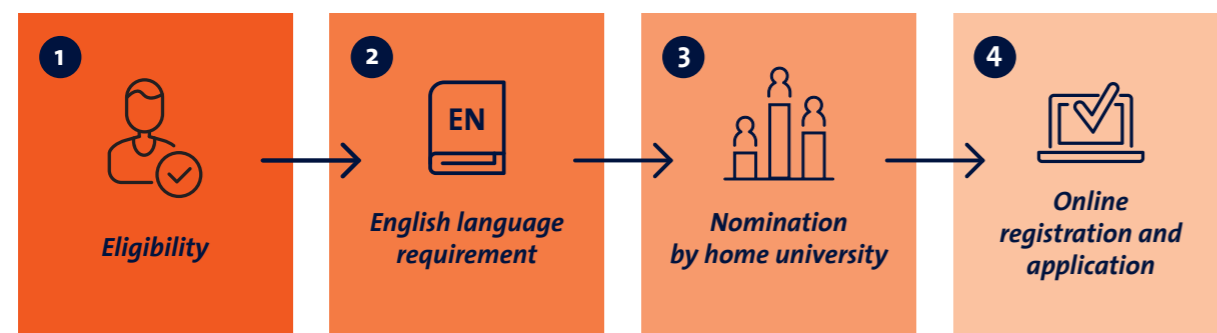 1
Eligibility
2
EN
English language
requirement
3
Nomination
by home university
4
Online
registration and
application